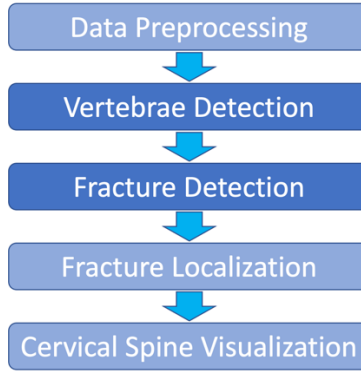 Data Preprocessing
Vertebrae Detection
Fracture Detection
Fracture Localization
Cervical Spine Visualization